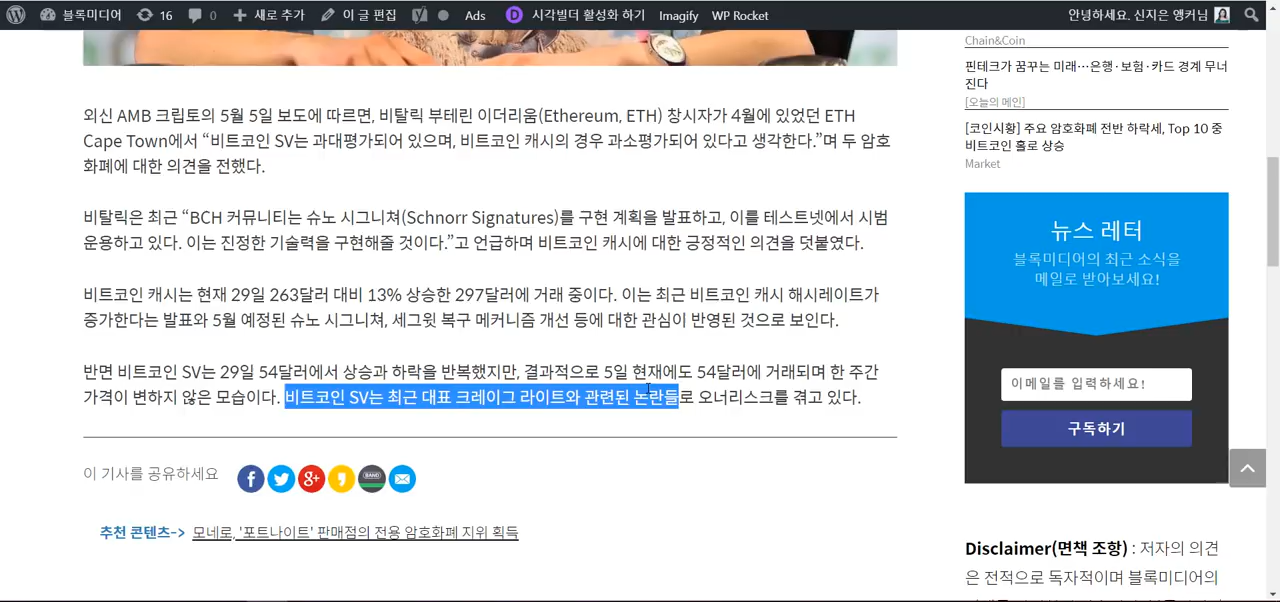 블록미디어 16 0 새로 추가 이 글 편집 Ads 시각빌더 활성화 하기 Imagify WP Rocket 안녕하세요. 신지은 앵커님
외신 AMB 크립토의 5월 5일 보도에 따르면, 비탈릭 부테린 이더리움(Ethereum, ETH) 창시자가 4월에 있었던 ETH
Cape Town에서 “비트코인 SV는 과대평가되어 있으며, 비트코인 캐시의 경우 과소평가되어 있다고 생각한다.”며 두 암호
화폐에 대한 의견을 전했다.
비탈릭은 최근 “BCH 커뮤니티는 슈노 시그니쳐(Schnorr Signatures)를 구현 계획을 발표하고, 이를 테스트넷에서 시범
운용하고 있다. 이는 진정한 기술력을 구현해줄 것이다.”고 언급하며 비트코인 캐시에 대한 긍정적인 의견을 덧붙였다.
비트코인 캐시는 현재 29일 263달러 대비 13% 상승한 297달러에 거래 중이다. 이는 최근 비트코인 캐시 해시레이트가
증가한다는 발표와 5월 예정된 슈노 시그니쳐, 세그윗 복구 메커니즘 개선 등에 대한 관심이 반영된 것으로 보인다.
반면 비트코인 SV는 29일 54달러에서 상승과 하락을 반복했지만, 결과적으로 5일 현재에도 54달러에 거래되며 한 주간
가격이 변하지 않은 모습이다. 비트코인 SV는 최근 대표 크레이그 라이트와 관련된 논란들로 오너리스크를 겪고 있다.
이 기사를 공유하세요
BAND
추천 콘텐츠-> 모네로, '포트나이트' 판매점의 전용 암호화폐 지위 획득
Chain&Coin
핀테크가 꿈꾸는 미래…은행·보험·카드 경계 무너
진다
[오늘의 메인]
[코인시황] 주요 암호화폐 전반 하락세, Top 10 중
비트코인 홀로 상승
Market
뉴스 레터
블록미디어의 최근 소식을
메일로 받아보세요!
이메일를 입력하세요!
구독하기
Disclaimer(면책 조항) : 저자의 의견
은 전적으로 독자적이며 블록미디어의